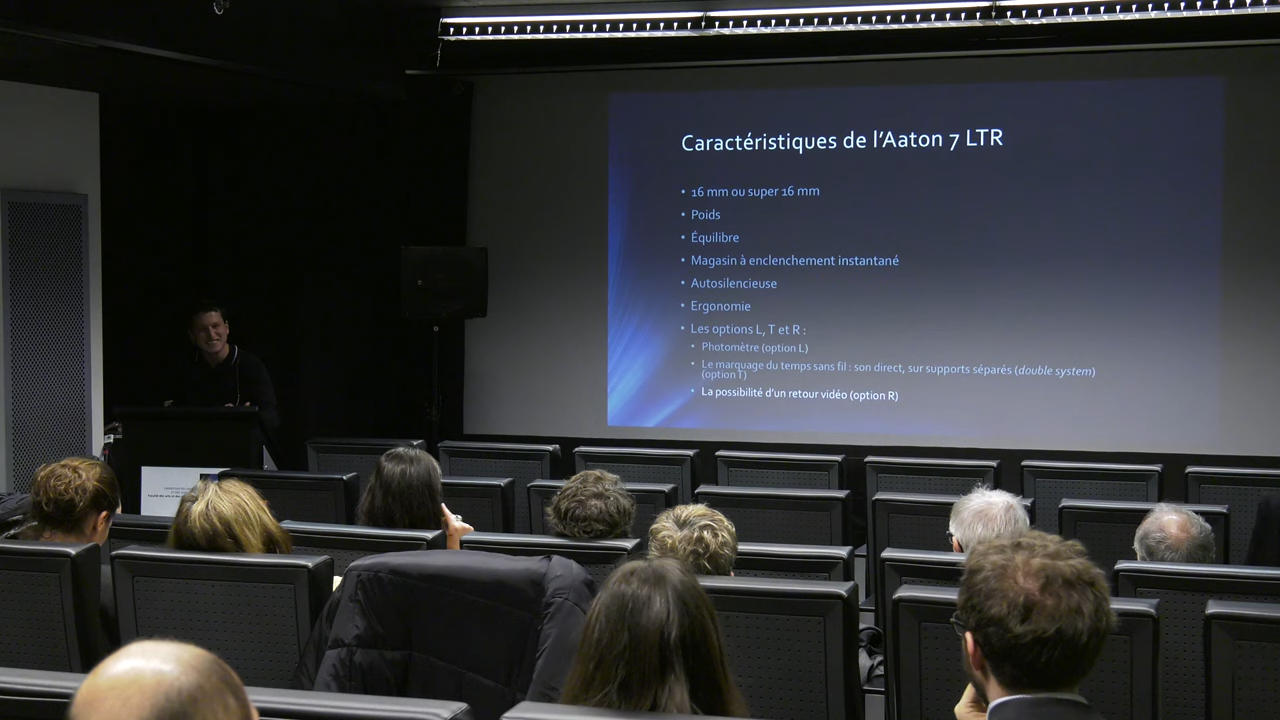 Caractéristiques de l'Aaton 7 LTR
• 16 mm ou super 16 mm
• Poids
• Équilibre
• Magasin à enclenchement instantané
• Autosilencieuse
• Ergonomie
• Les options L, T et R :
• Photomètre (option L)
• Le marquage du temps sans fil : son direct, sur supports séparés (double system)
(option T)
• La possibilité d'un retour vidéo (option R)